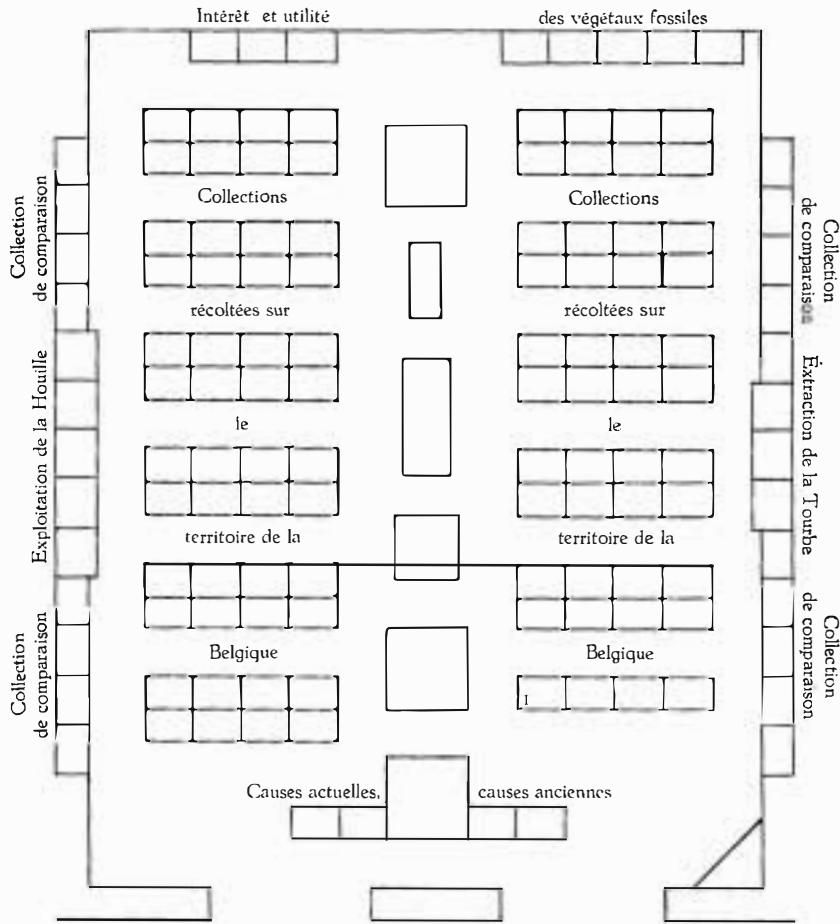 Intérêt et utilité
des végétaux fossiles
Collections
Collections
récoltées sur
récoltées sur
le
le
territoire de la
territoire de la
Belgique
Belgique
I
Causes actuelles,
causes anciennes
Collection
de comparaison
Exploitation de la Houille
Collection
de comparaison
Collection
de comparaison
Éxtraction de la Tourbe
Collection
de comparaison